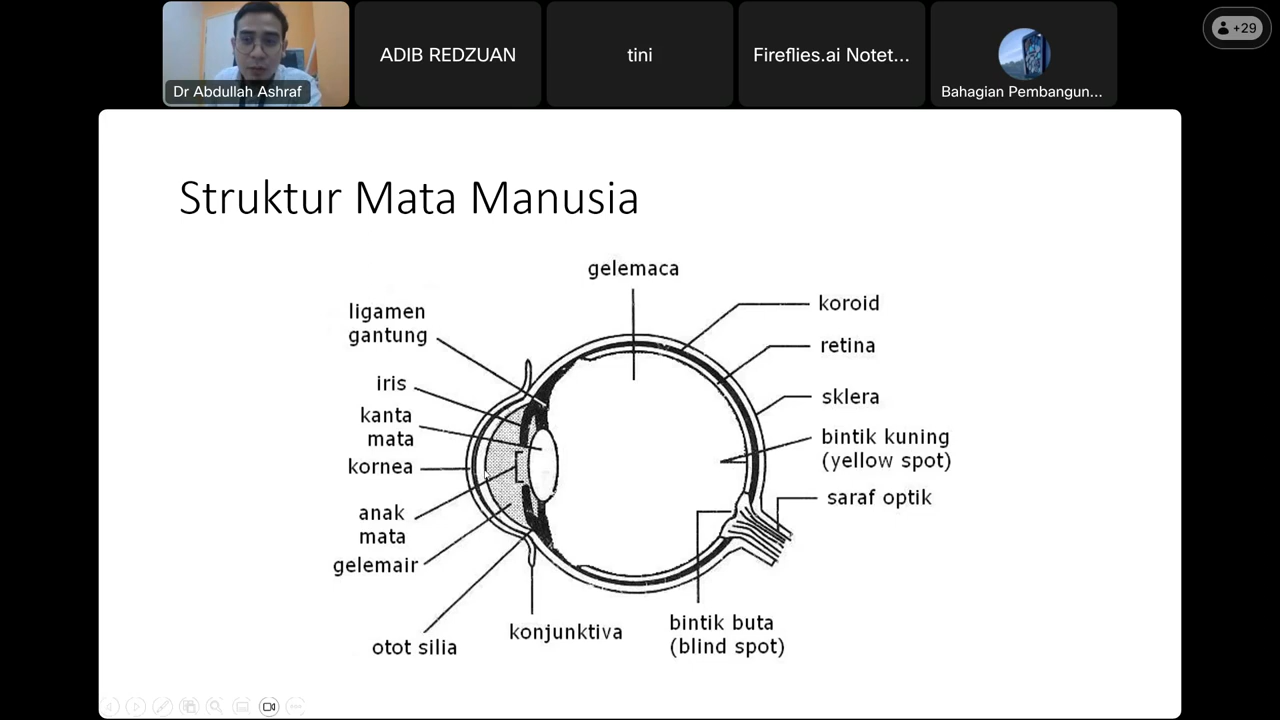 Dr Abdullah Ashraf
ADIB REDZUAN
tini
Fireflies.ai Notet...
Bahagian Pembangun...
+29
Struktur Mata Manusia
gelemaca
ligamen
gantung
iris
kanta
mata
kornea
anak
mata
gelemair
otot silia
konjunktiva
bintik buta
(blind spot)
koroid
retina
sklera
bintik kuning
(yellow spot)
saraf optik